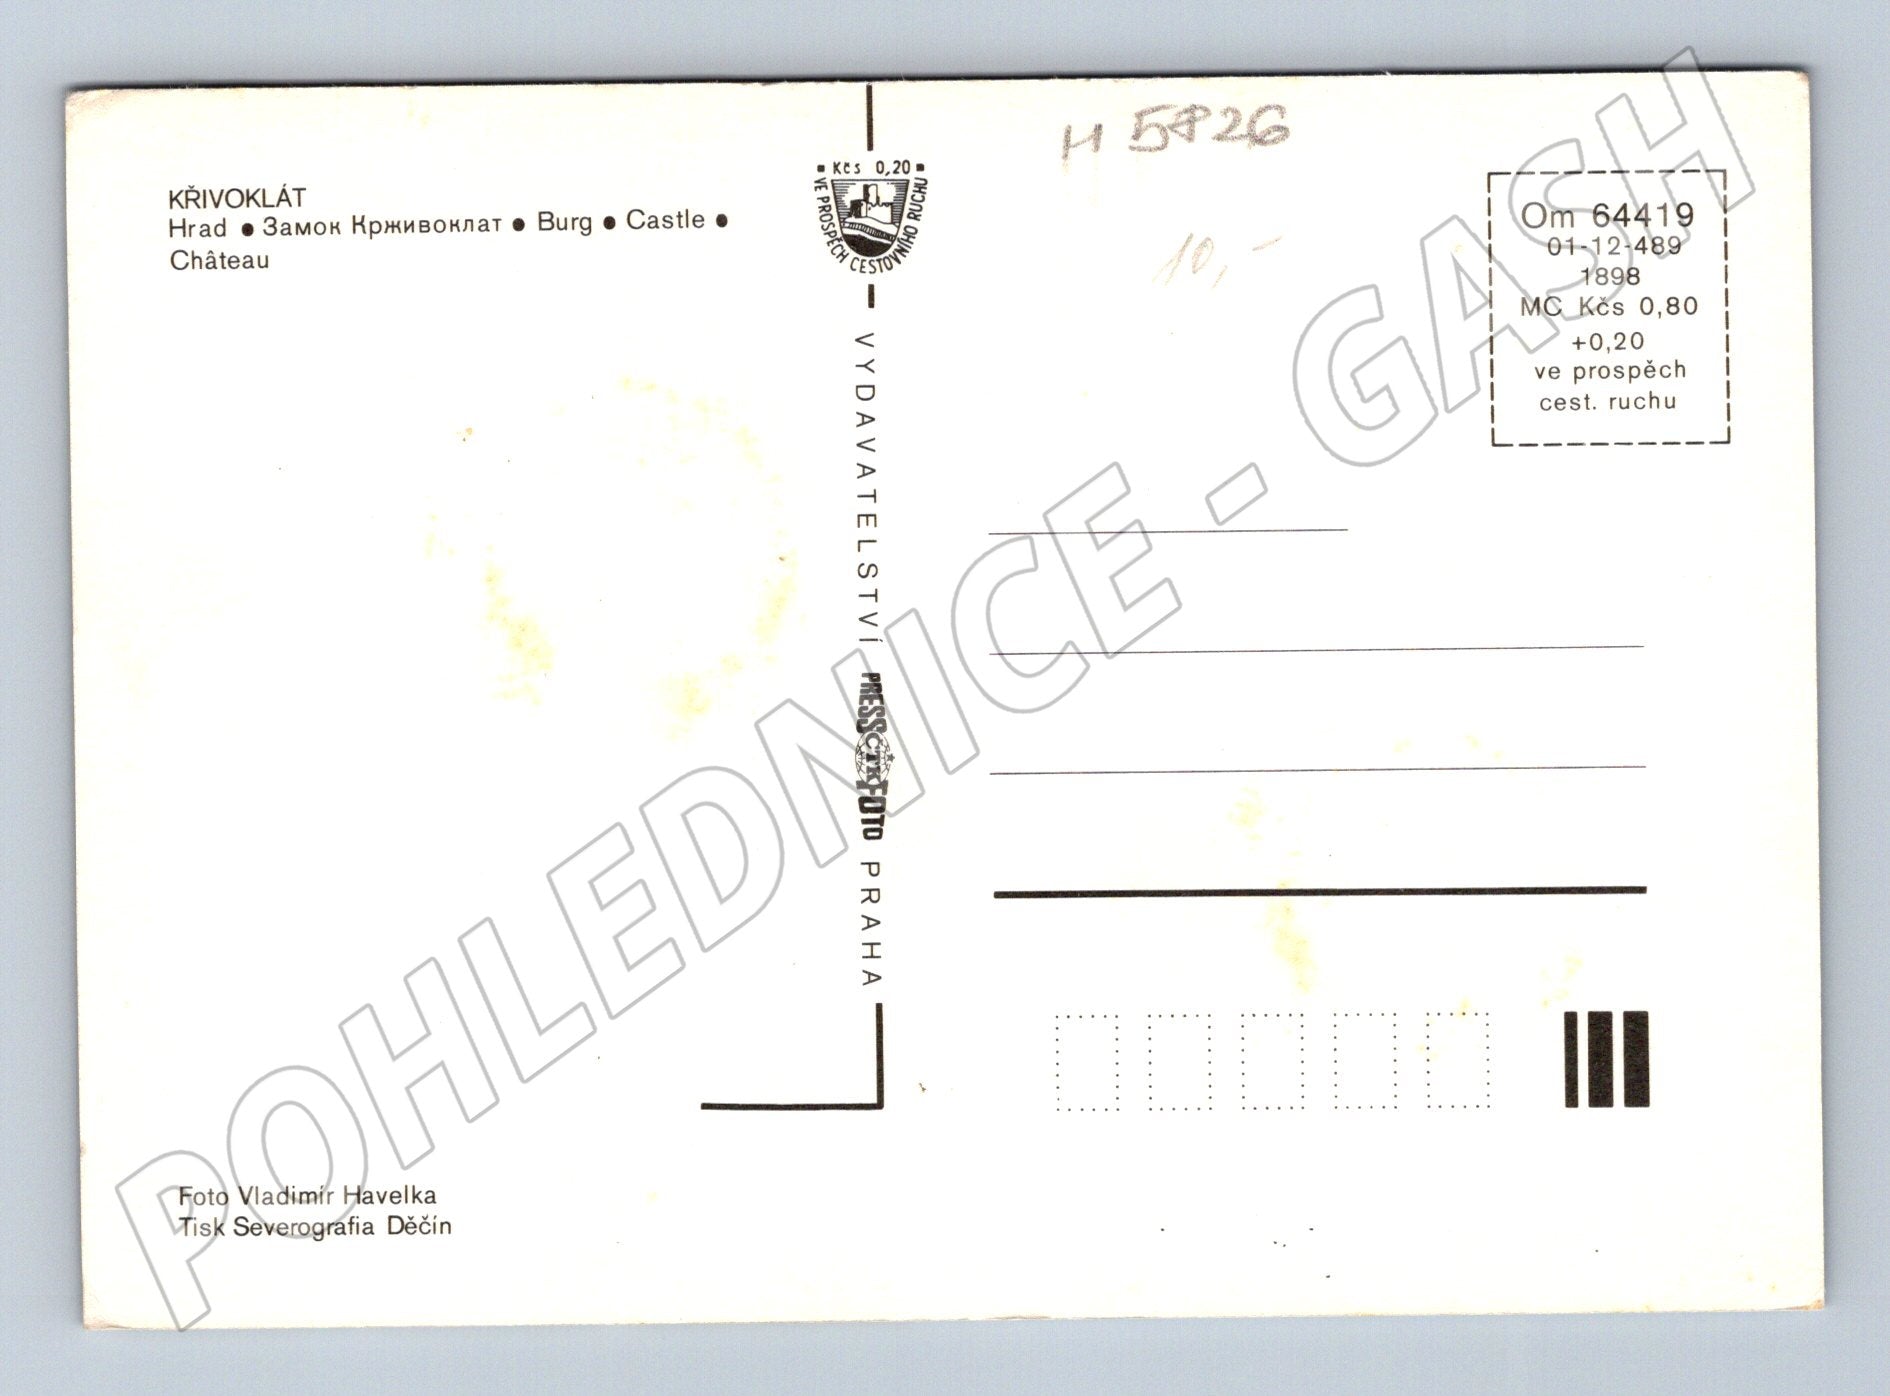 H 5826
KŘIVOKLÁT
Hrad ● Замок Крживоклат ● Burg ● Castle ●
Château
Kčs 0,20
VE PROSPĚCH CESTOVNÍHO RUCHU
10,-
Om 64419
01-12-489
1898
MC Kčs 0,80
+0,20
ve prospěch
cest. ruchu
VYDAVATELSTVÍ PRESSČTKFOTO PRAHA
Foto Vladimír Havelka
Tisk Severografia Děčín
POHLEDNICE - GASH